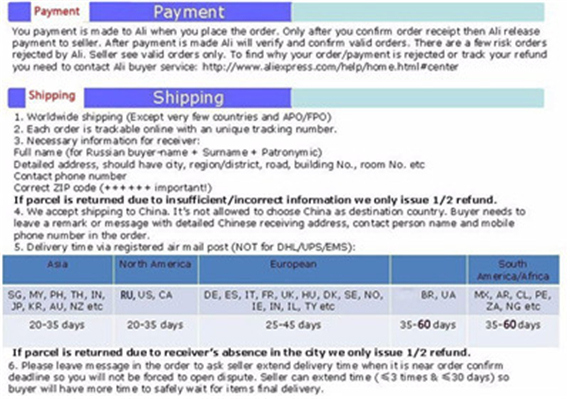 Payment Payment
You payment is made to Ali when you place the order. Only after you confirm order receipt then Ali release
payment to seller. After payment is made Ali will verify and confirm valid orders. There are a few risk orders
rejected by Ali. Seller see valid orders only. To find why your order/payment is rejected or track your refund
you need to contact Ali buyer service: http://www.aliexpress.com/help/home.html#center
Shipping Shipping
1. Worldwide shipping (Except very few countries and APO/FPO)
2. Each order is trackable online with an unique tracking number.
3. Necessary information for receiver:
Full name (for Russian buyer-name + Surname + Patronymic)
Detailed address, should have city, region/district, road, building No., room No. etc
Contact phone number
Correct ZIP code (++++++ important!)
If parcel is returned due to insufficient/incorrect information we only issue 1/2 refund.
4. We accept shipping to China. It's not allowed to choose China as destination country. Buyer needs to
leave a remark or message with detailed Chinese receiving address, contact person name and mobile
phone number in the order.
5. Delivery time via registered air mail post (NOT for DHL/UPS/EMS):
Asia North America European South
America/Africa
SG, MY, PH, TH, IN, RU, US, CA DE, ES, IT, FR, UK, HU, DK, SE, NO, BR, UA MX, AR, CL, PE,
JP, KR, AU, NZ etc IE, IN, IL, TY etc ZA, NG etc
20-35 days 20-35 days 25-45 days 35-60 days 35-60 days
If parcel is returned due to receiver's absence in the city we only issue 1/2 refund.
6. Please leave message in the order to ask seller extend delivery time when it is near order confirm
deadline so you will not be forced to open dispute. Seller can extend time (≤3 times & ≤30 days) so
buyer will have more time to safely wait for items final delivery.